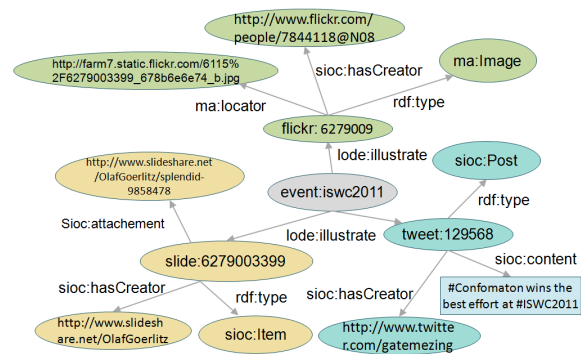 http://www.flickr.com/
people/7844118@N08
http://farm7.static.flickr.com/6115%
2F6279003399_678b6e6e74_b.jpg
sioc:hasCreator
ma:Image
ma:locator
rdf:type
flickr: 6279009
http://www.slideshare.net
/OlafGoerlitz/splendid-
9858478
lode:illustrate
sioc:Post
event:iswc2011
rdf:type
Sioc:attachement
lode:illustrate
tweet:129568
slide:6279003399
sioc:content
sioc:hasCreator
rdf:type
sioc:hasCreator
#Confomaton wins the
best effort at #ISWC2011
http://www.slidesh
are.net/OlafGoerlitz
sioc:Item
http://www.twitte
r.com/gatemezing